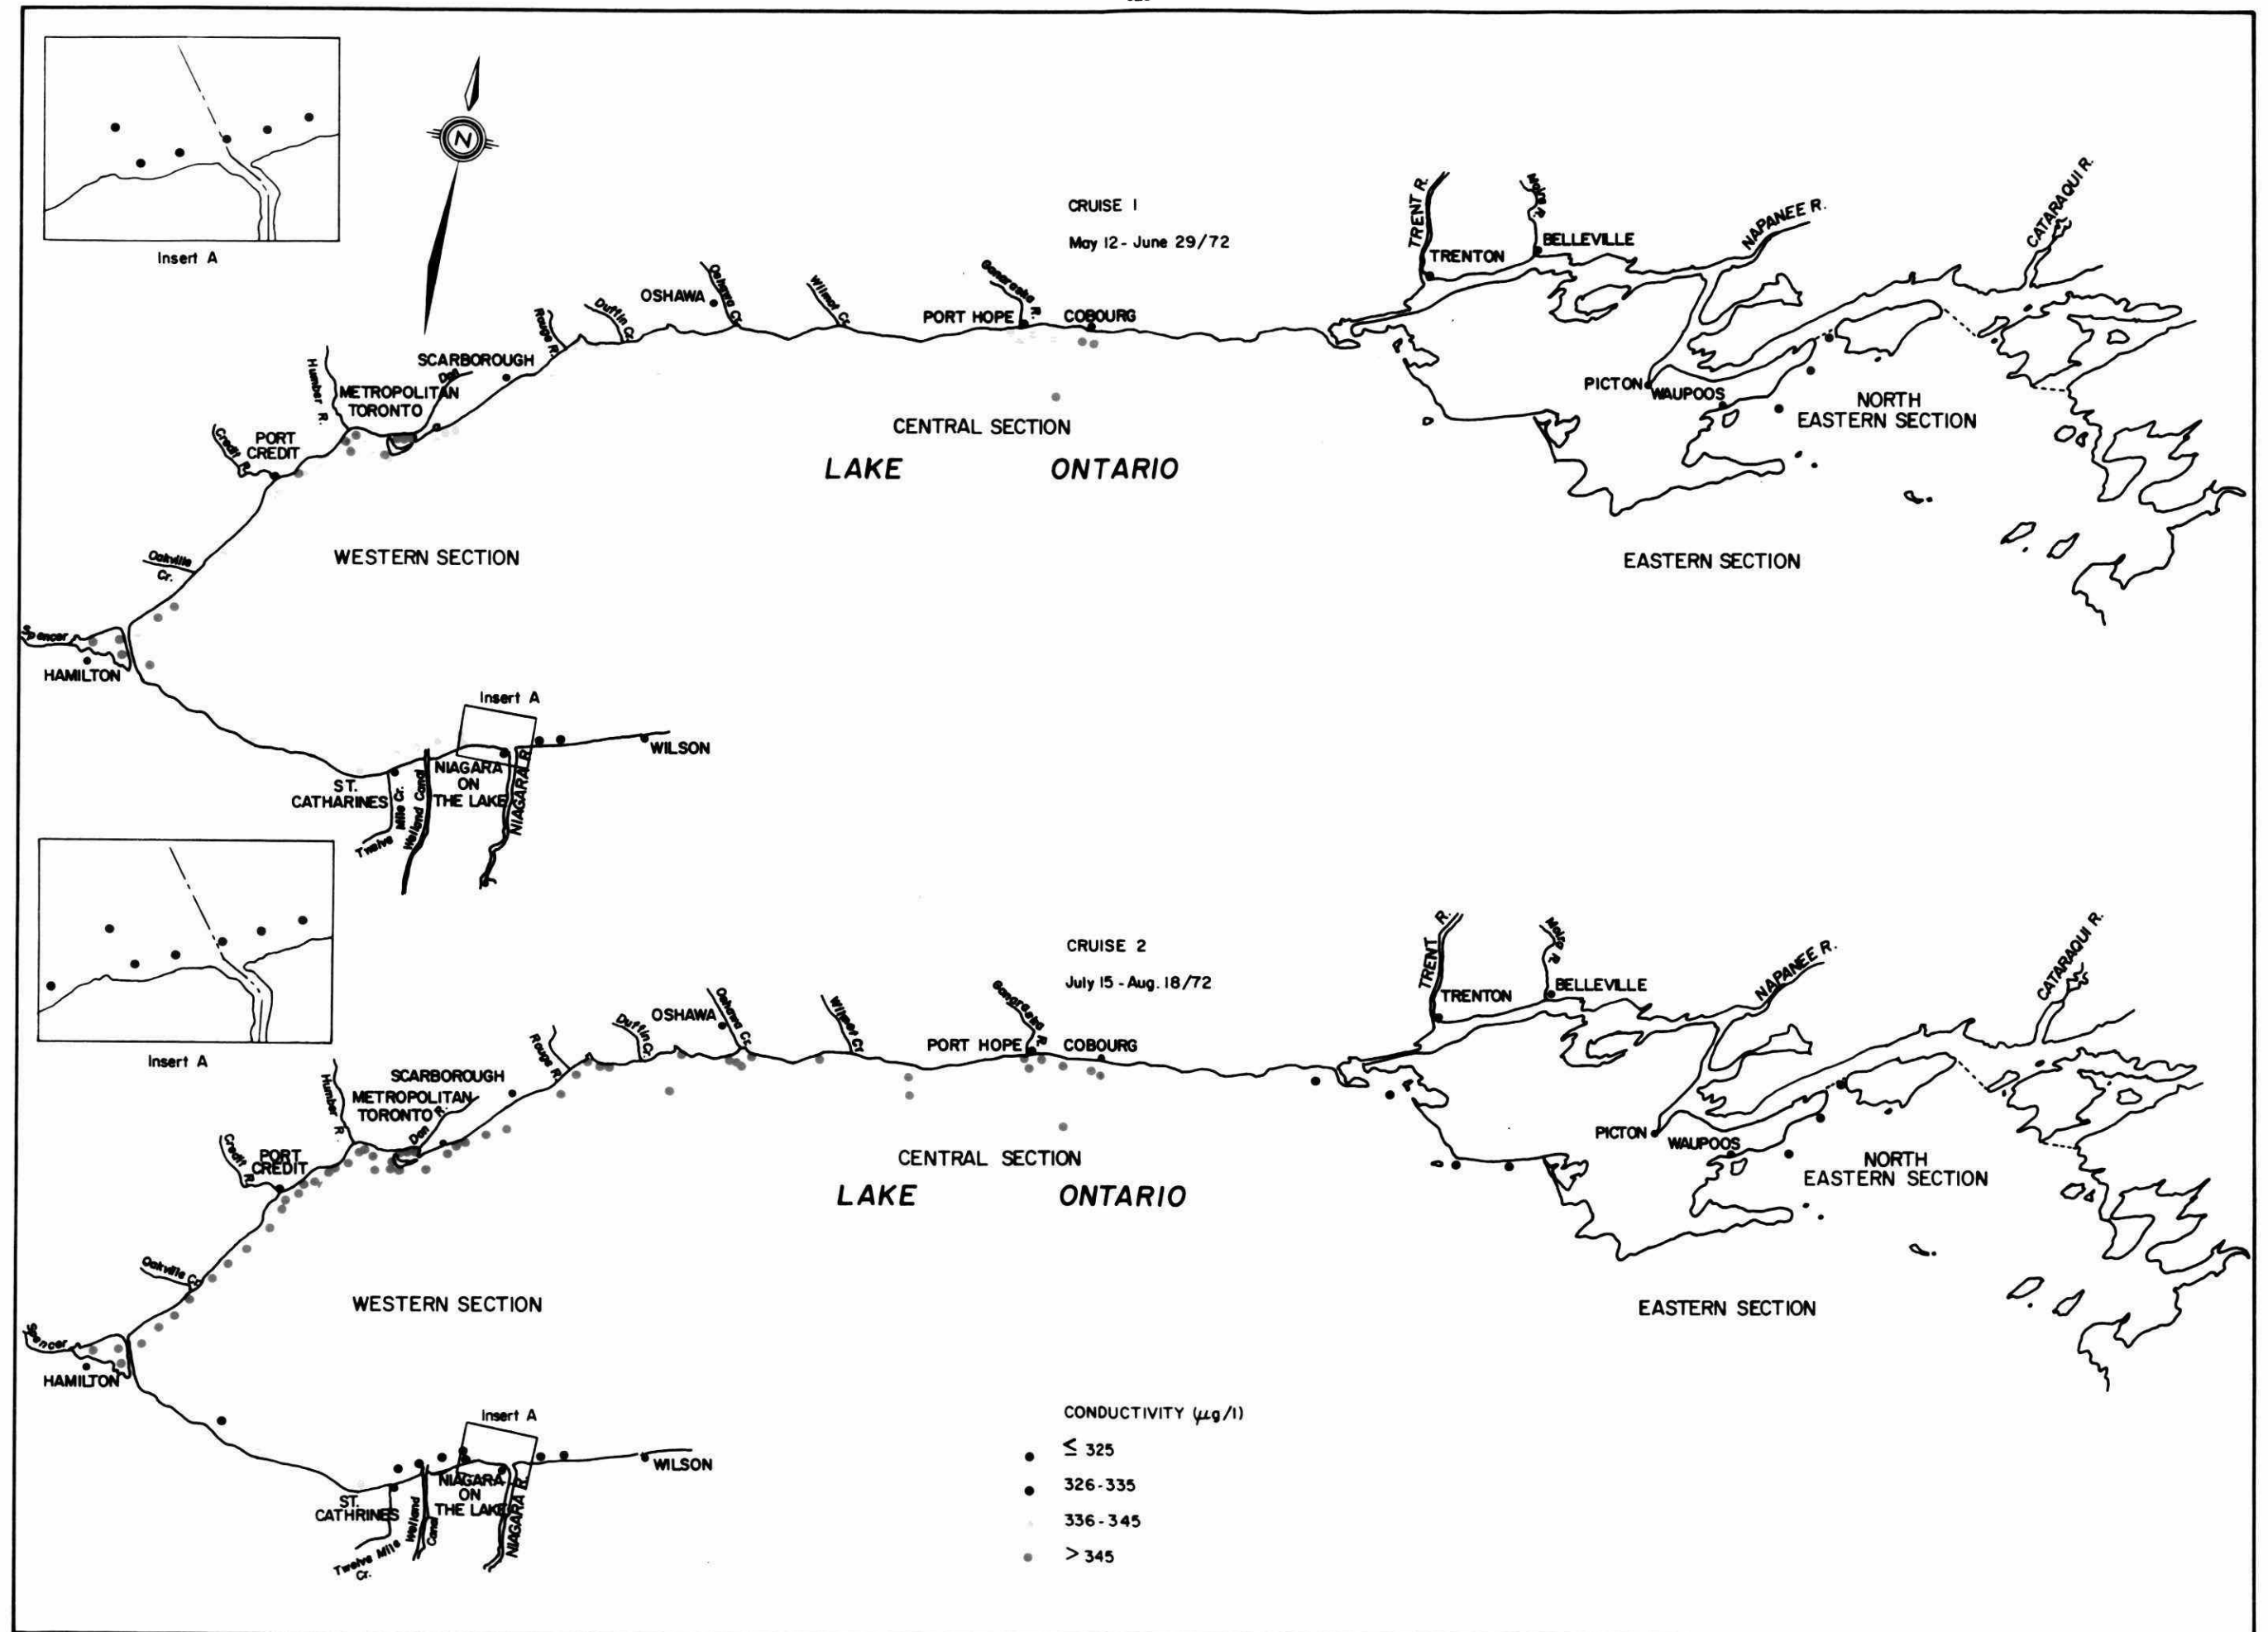 Insert A
N
CRUISE 1
May 12 - June 29/72
TRENT R.
Moira R.
NAPANEE R.
CATARAQUI R.
TRENTON
BELLEVILLE
Oshawa Cr.
OSHAWA
Wilmot Cr.
Ganaraska R.
PORT HOPE
COBOURG
Duffin Cr.
Rouge R.
SCARBOROUGH
Don
Humber R.
METROPOLITAN
TORONTO
Credit R.
PORT
CREDIT
PICTON
WAUPOOS
NORTH
EASTERN SECTION
CENTRAL SECTION
LAKE ONTARIO
WESTERN SECTION
EASTERN SECTION
Oakville
Cr.
Spencer
HAMILTON
Insert A
WILSON
ST.
CATHARINES
NIAGARA
ON
THE LAKE
Twelve Mile Cr.
Welland Canal
NIAGARA R.
Insert A
CRUISE 2
July 15 - Aug. 18/72
TRENT R.
Moira R.
NAPANEE R.
CATARAQUI R.
TRENTON
BELLEVILLE
Oshawa Cr.
OSHAWA
Wilmot Cr.
Gangraska R.
PORT HOPE
COBOURG
Duffin Cr.
Rouge R.
SCARBOROUGH
METROPOLITAN
TORONTO
Don R.
Humber R.
Credit R.
PORT
CREDIT
PICTON
WAUPOOS
NORTH
EASTERN SECTION
CENTRAL SECTION
LAKE ONTARIO
WESTERN SECTION
EASTERN SECTION
Oakville Cr.
Spencer
HAMILTON
Insert A
WILSON
ST.
CATHRINES
NIAGARA
ON
THE LAKE
Twelve Mile
Cr.
Welland
Canal
NIAGARA R.
CONDUCTIVITY (µg/l)
≤ 325
326-335
336-345
> 345